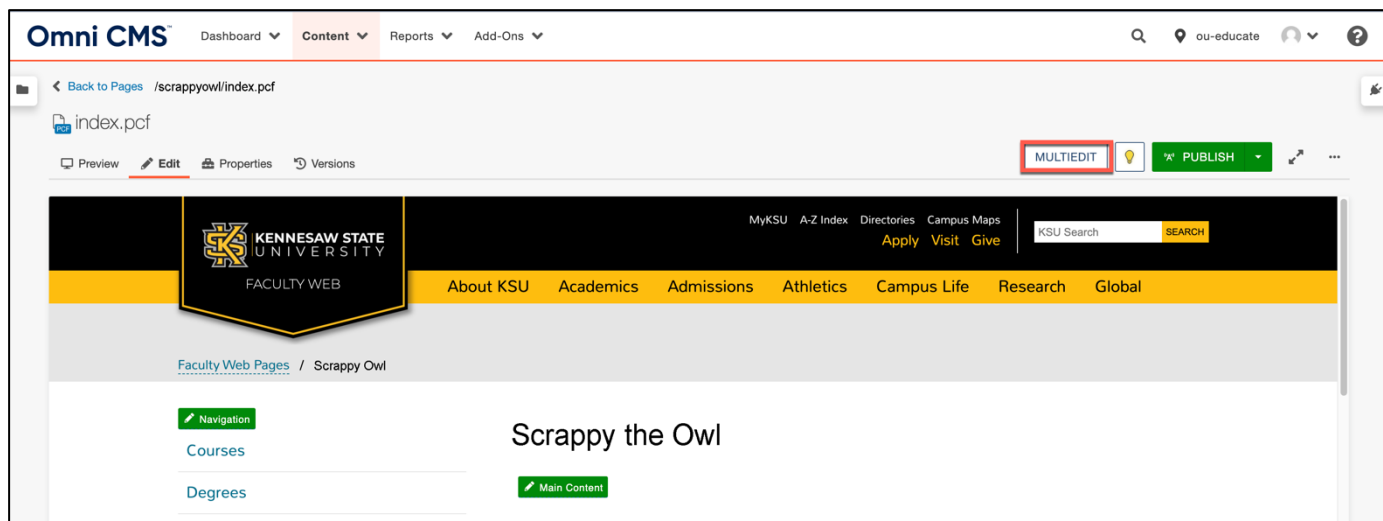 Omni CMS™ Dashboard Content Reports Add-Ons ou-educate ?
Back to Pages /scrappyowl/index.pcf
PCF index.pcf
Preview Edit Properties Versions MULTIEDIT PUBLISH ...
MyKSU A-Z Index Directories Campus Maps
Apply Visit Give
KSU Search SEARCH
KS KENNESAW STATE
UNIVERSITY
FACULTY WEB
About KSU Academics Admissions Athletics Campus Life Research Global
Faculty Web Pages / Scrappy Owl
Navigation
Courses
Degrees
Scrappy the Owl
Main Content